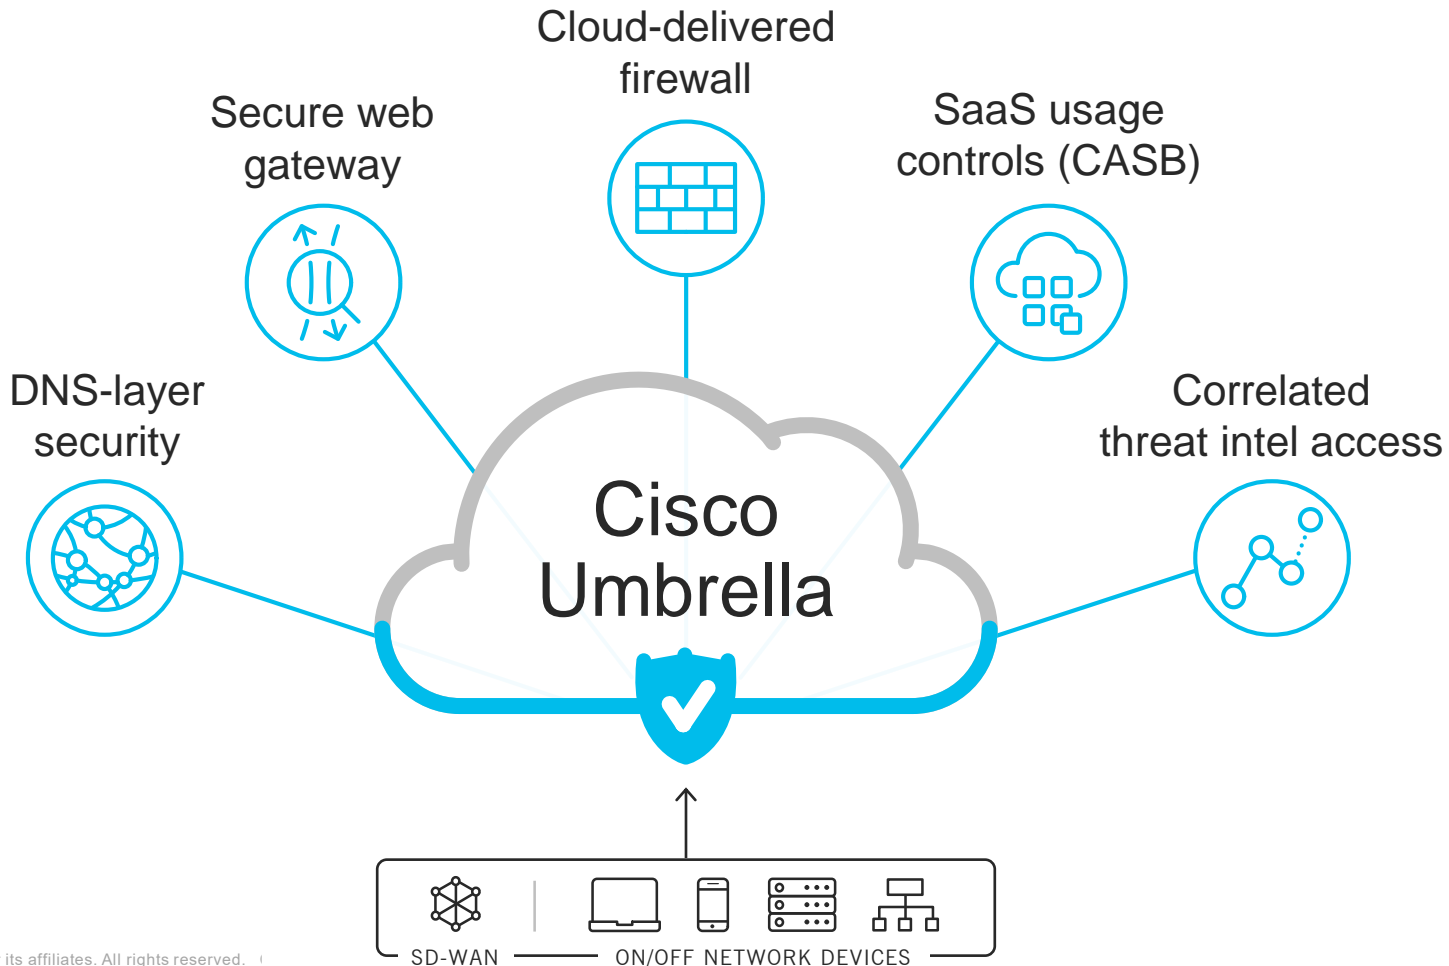 Cloud-delivered
firewall
Secure web
gateway
SaaS usage
controls (CASB)
DNS-layer
security
Correlated
threat intel access
Cisco
Umbrella
SD-WAN
ON/OFF NETWORK DEVICES
its affiliates. All rights reserved.